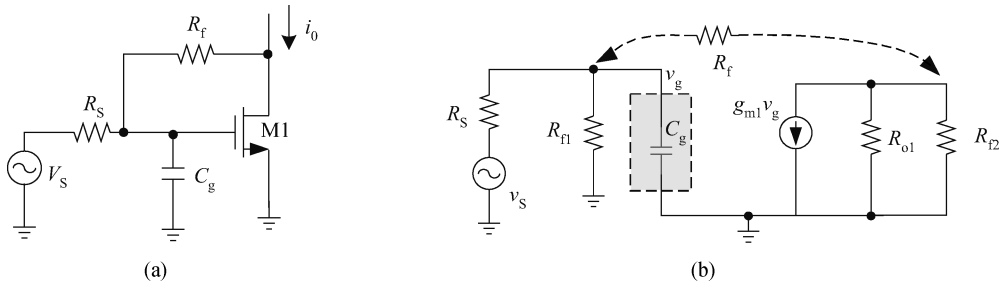 R_f
i_0
R_S
M1
C_g
V_S
(a)
R_f
v_g
R_S
R_f1
C_g
g_m1 v_g
R_o1
R_f2
v_S
(b)